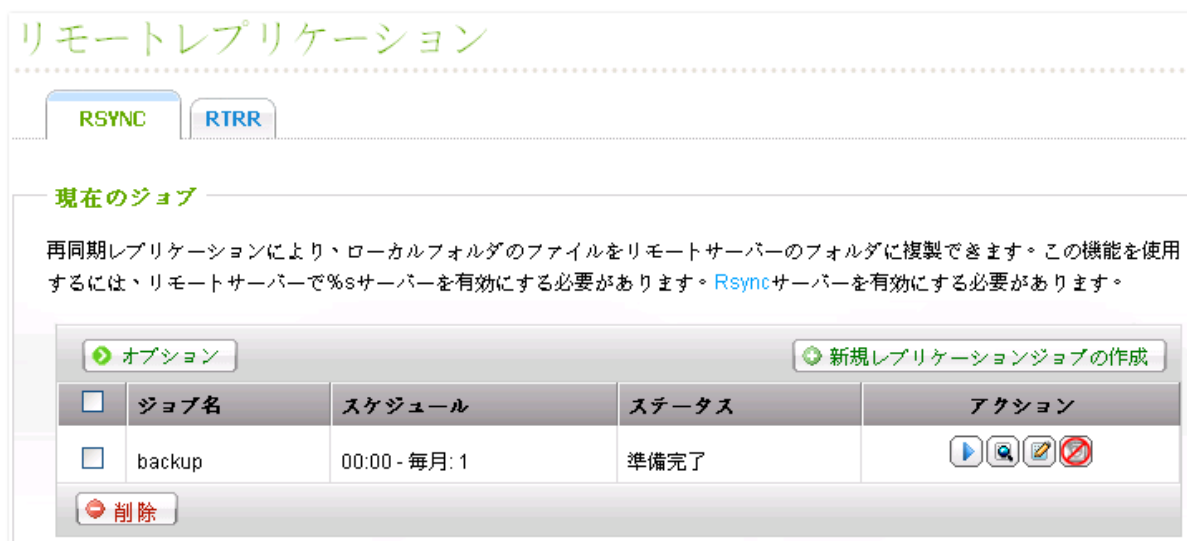 リモートレプリケーション
RSYNC RTRR
現在のジョブ
再同期レプリケーションにより、ローカルフォルダのファイルをリモートサーバーのフォルダに複製できます。この機能を使用
するには、リモートサーバーで%sサーバーを有効にする必要があります。Rsyncサーバーを有効にする必要があります。
オプション 新規レプリケーションジョブの作成
ジョブ名 スケジュール ステータス アクション
backup 00:00 - 毎月: 1 準備完了
削除